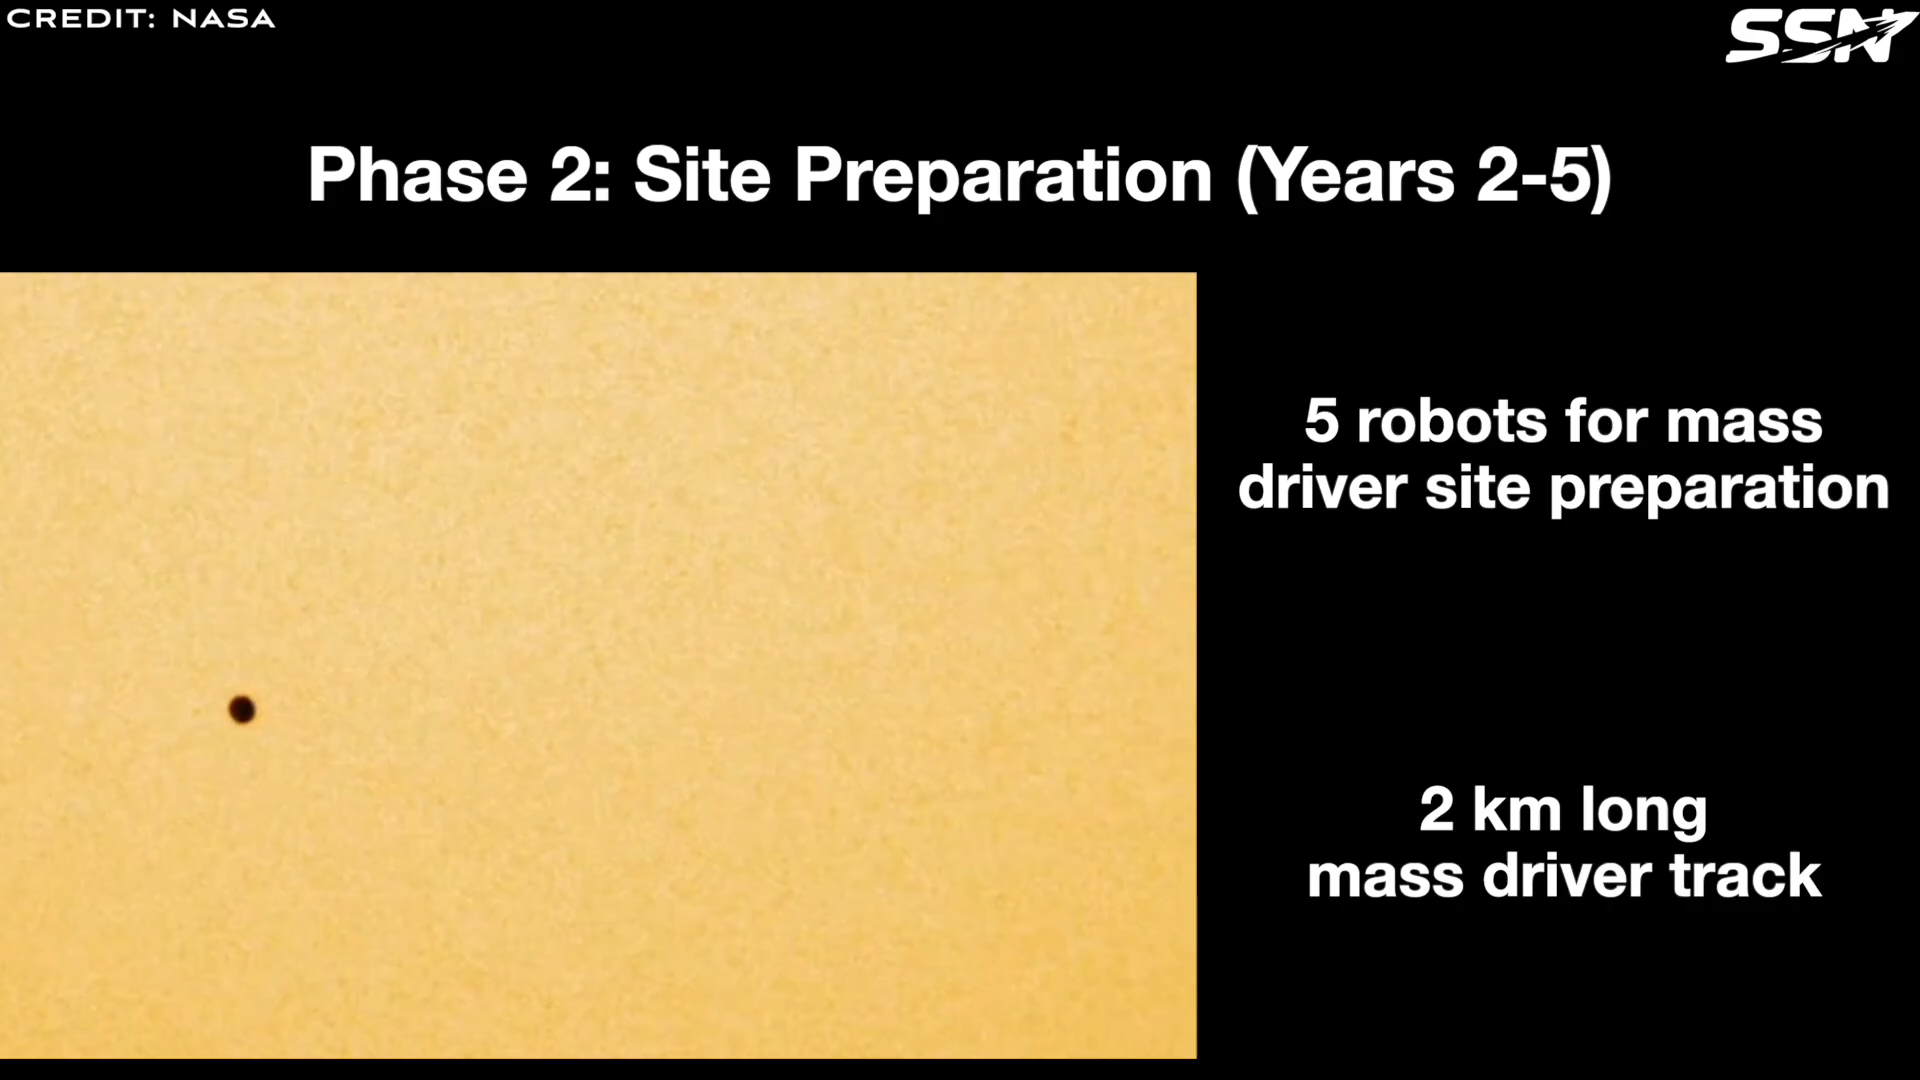 CREDIT: NASA
SSN
Phase 2: Site Preparation (Years 2-5)
5 robots for mass
driver site preparation
2 km long
mass driver track